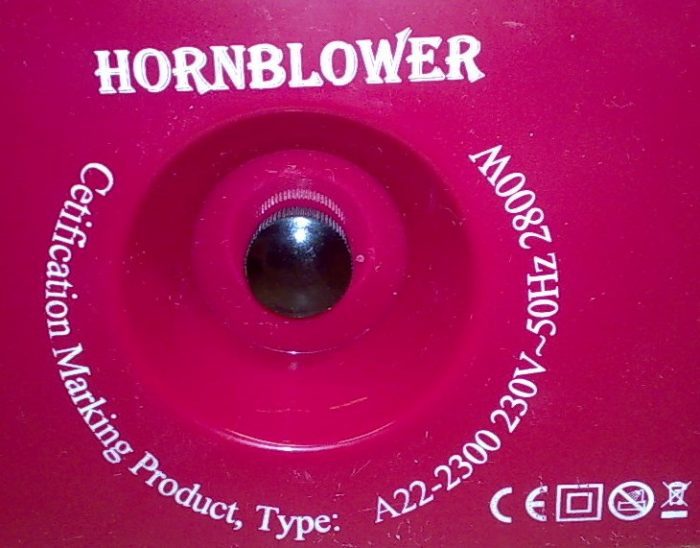 HORNBLOWER
Cetification Marking Product, Type: A22-2300 230V~50Hz 2800W
CE